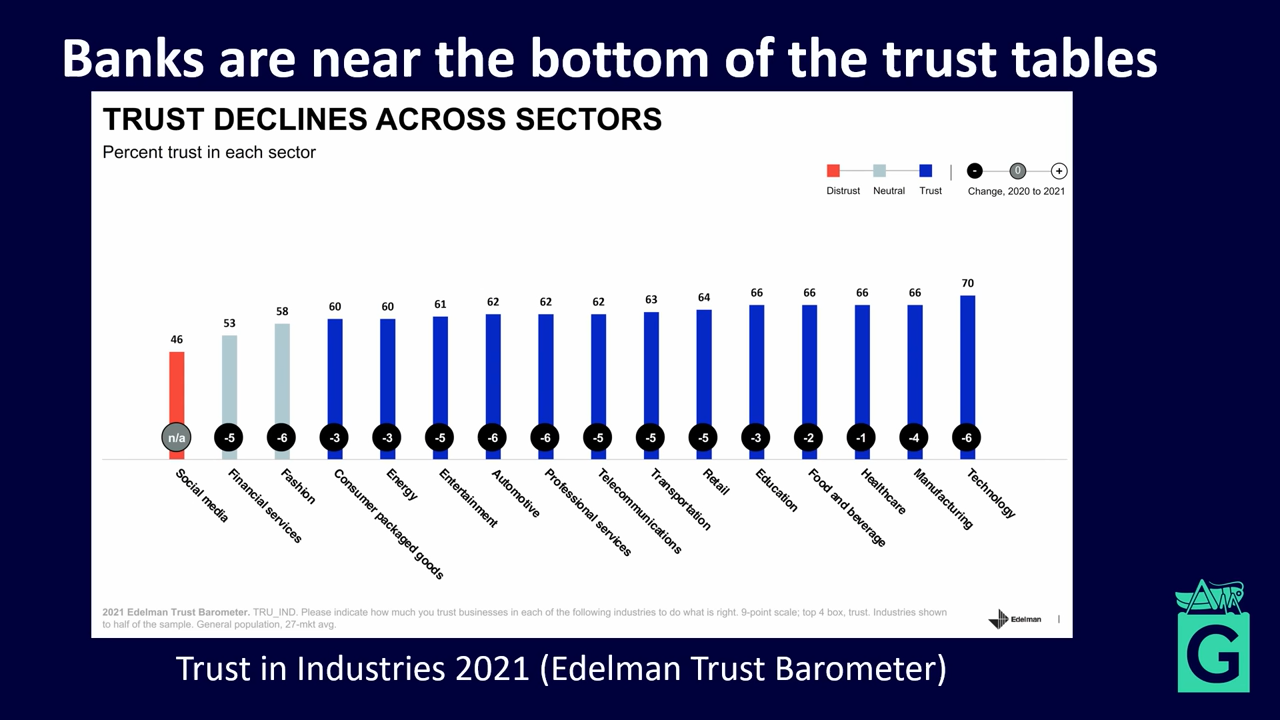 Banks are near the bottom of the trust tables
TRUST DECLINES ACROSS SECTORS
Percent trust in each sector
- 0 +
Distrust Neutral Trust | Change, 2020 to 2021
46 53 58 60 60 61 62 62 62 63 64 66 66 66 66 70
n/a -5 -6 -3 -3 -5 -6 -6 -5 -5 -5 -3 -2 -1 -4 -6
Social media
Financial services
Fashion
Consumer packaged goods
Energy
Entertainment
Automotive
Professional services
Telecommunications
Transportation
Retail
Education
Food and beverage
Healthcare
Manufacturing
Technology
2021 Edelman Trust Barometer. TRU_IND. Please indicate how much you trust businesses in each of the following industries to do what is right. 9-point scale; top 4 box, trust. Industries shown
to half of the sample. General population, 27-mkt avg.
Edelman |
Trust in Industries 2021 (Edelman Trust Barometer)
G